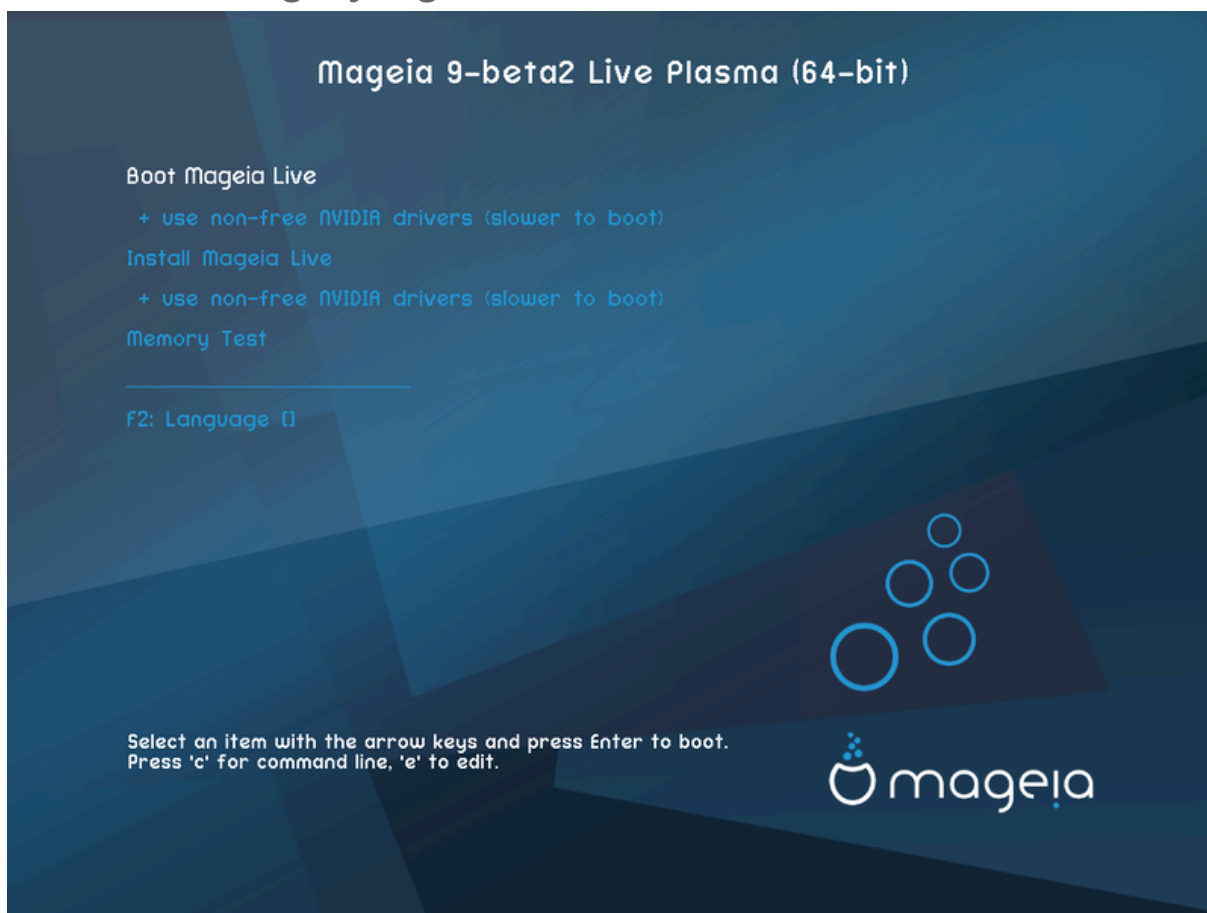 Mageia 9-beta2 Live Plasma (64-bit)
Boot Mageia Live
+ use non-free NVIDIA drivers (slower to boot)
Install Mageia Live
+ use non-free NVIDIA drivers (slower to boot)
Memory Test
F2: Language []
Select an item with the arrow keys and press Enter to boot.
Press 'c' for command line, 'e' to edit.
mageia